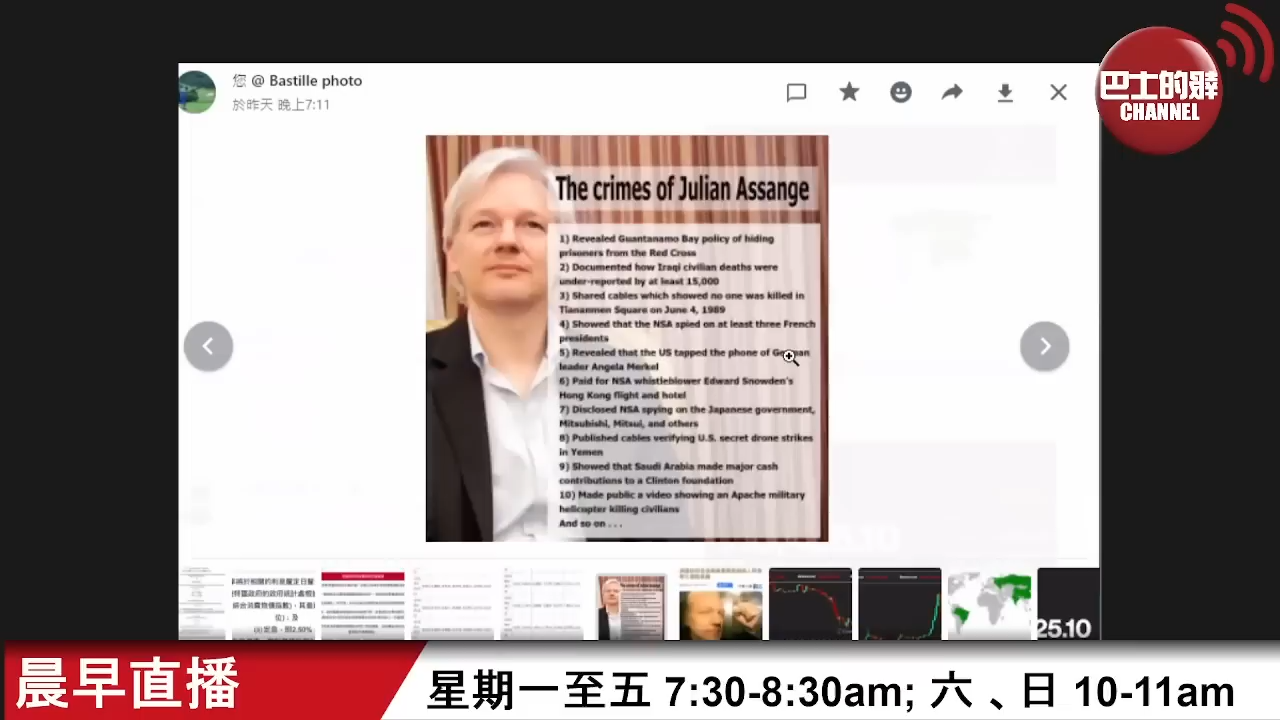 您 @ Bastille photo
於昨天 晚上7:11
巴士的報
CHANNEL
The crimes of Julian Assange
1) Revealed Guantanamo Bay policy of hiding
prisoners from the Red Cross
2) Documented how Iraqi civilian deaths were
under-reported by at least 15,000
3) Shared cables which showed no one was killed in
Tiananmen Square on June 4, 1989
4) Showed that the NSA spied on at least three French
presidents
5) Revealed that the US tapped the phone of German
leader Angela Merkel
6) Paid for NSA whistleblower Edward Snowden's
Hong Kong flight and hotel
7) Disclosed NSA spying on the Japanese government,
Mitsubishi, Mitsui, and others
8) Published cables verifying U.S. secret drone strikes
in Yemen
9) Showed that Saudi Arabia made major cash
contributions to a Clinton foundation
10) Made public a video showing an Apache military
helicopter killing civilians
And so on . . .
25.10
晨早直播
星期一至五 7:30-8:30am; 六、日 10-11am